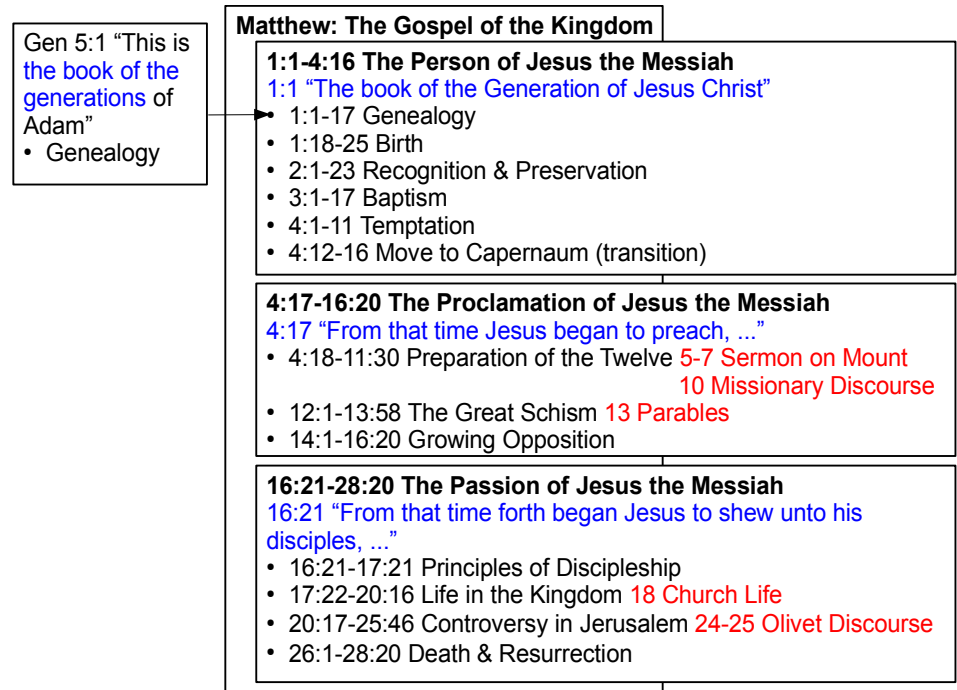 Gen 5:1 “This is
the book of the
generations of
Adam”
• Genealogy
Matthew: The Gospel of the Kingdom
1:1-4:16 The Person of Jesus the Messiah
1:1 “The book of the Generation of Jesus Christ”
• 1:1-17 Genealogy
• 1:18-25 Birth
• 2:1-23 Recognition & Preservation
• 3:1-17 Baptism
• 4:1-11 Temptation
• 4:12-16 Move to Capernaum (transition)
4:17-16:20 The Proclamation of Jesus the Messiah
4:17 “From that time Jesus began to preach, ...”
• 4:18-11:30 Preparation of the Twelve 5-7 Sermon on Mount
10 Missionary Discourse
• 12:1-13:58 The Great Schism 13 Parables
• 14:1-16:20 Growing Opposition
16:21-28:20 The Passion of Jesus the Messiah
16:21 “From that time forth began Jesus to shew unto his
disciples, ...”
• 16:21-17:21 Principles of Discipleship
• 17:22-20:16 Life in the Kingdom 18 Church Life
• 20:17-25:46 Controversy in Jerusalem 24-25 Olivet Discourse
• 26:1-28:20 Death & Resurrection